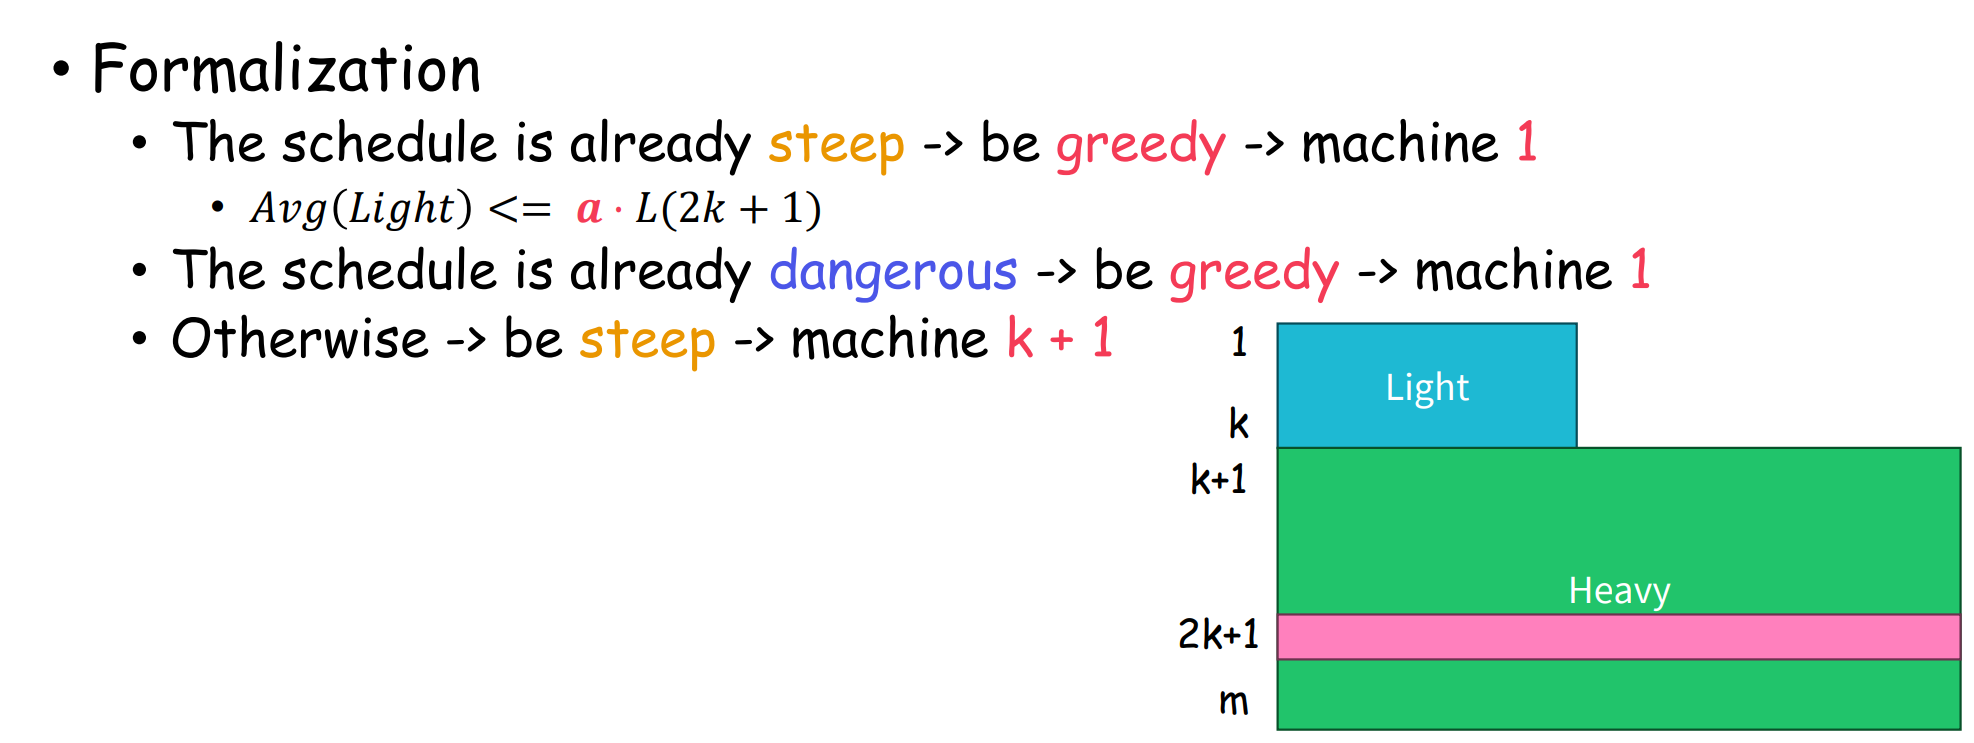 • Formalization
• The schedule is already steep -> be greedy -> machine 1
• Avg(Light) <= a · L(2k + 1)
• The schedule is already dangerous -> be greedy -> machine 1
• Otherwise -> be steep -> machine k + 1
1
Light
k
k+1
Heavy
2k+1
m